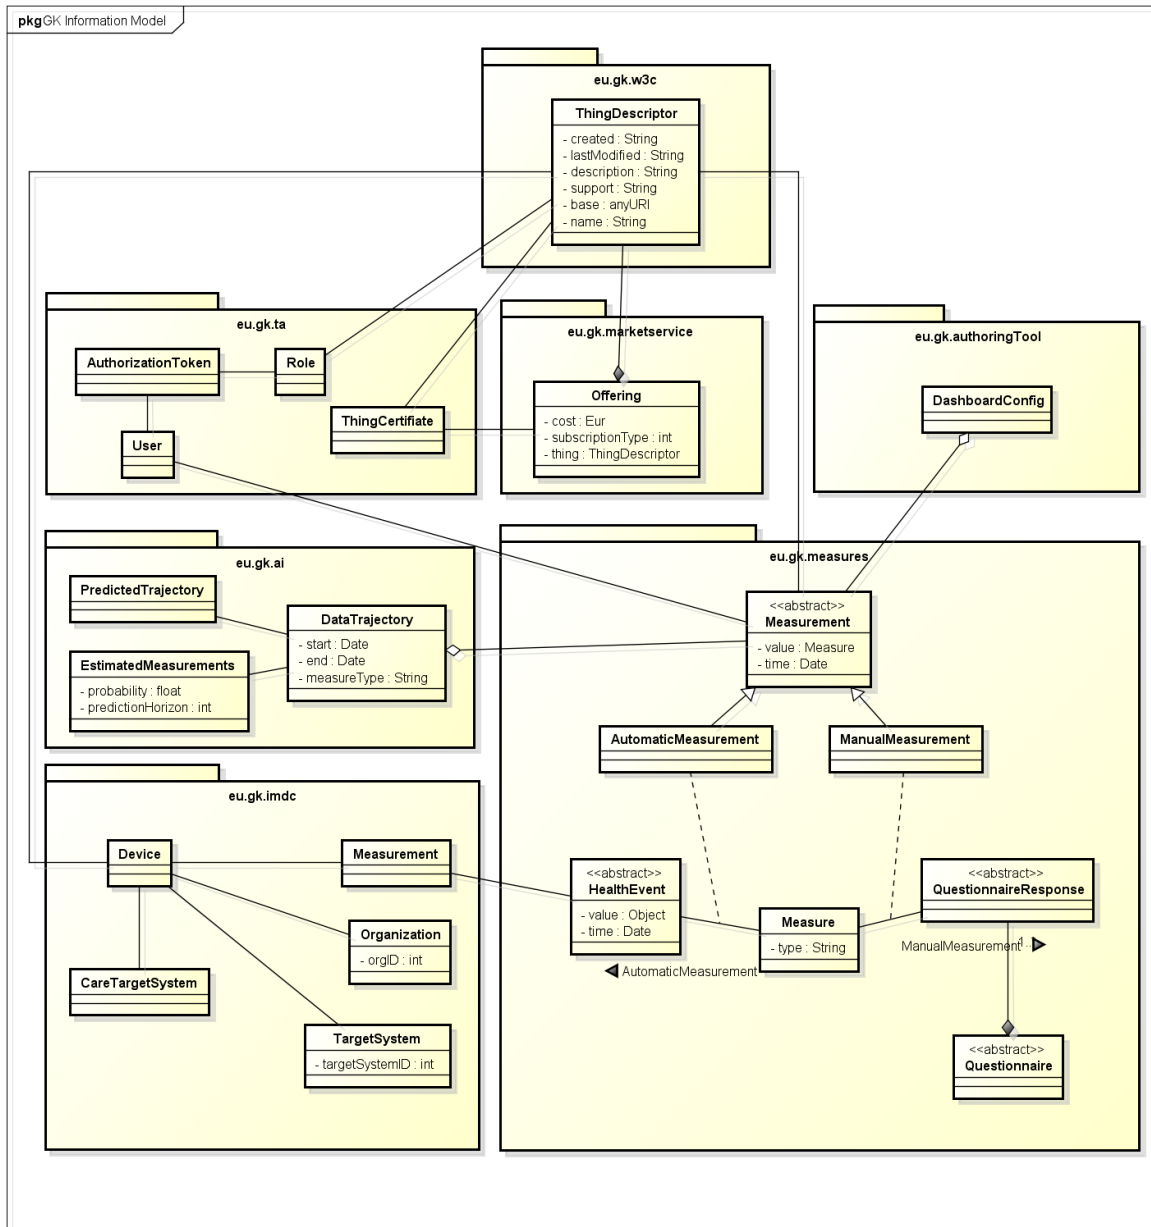 pkg GK Information Model
eu.gk.w3c
ThingDescriptor
- created : String
- lastModified : String
- description : String
- support : String
- base : anyURI
- name : String
eu.gk.ta
AuthorizationToken
Role
ThingCertifiate
User
eu.gk.marketservice
Offering
- cost : Eur
- subscriptionType : int
- thing : ThingDescriptor
eu.gk.authoringTool
DashboardConfig
eu.gk.ai
PredictedTrajectory
DataTrajectory
- start : Date
- end : Date
- measureType : String
EstimatedMeasurements
- probability : float
- predictionHorizon : int
eu.gk.measures
<<abstract>>
Measurement
- value : Measure
- time : Date
AutomaticMeasurement
ManualMeasurement
<<abstract>>
HealthEvent
- value : Object
- time : Date
Measure
- type : String
<<abstract>>
QuestionnaireResponse
AutomaticMeasurement
ManualMeasurement
1..
<<abstract>>
Questionnaire
eu.gk.imdc
Device
Measurement
Organization
- orgID : int
CareTargetSystem
TargetSystem
- targetSystemID : int